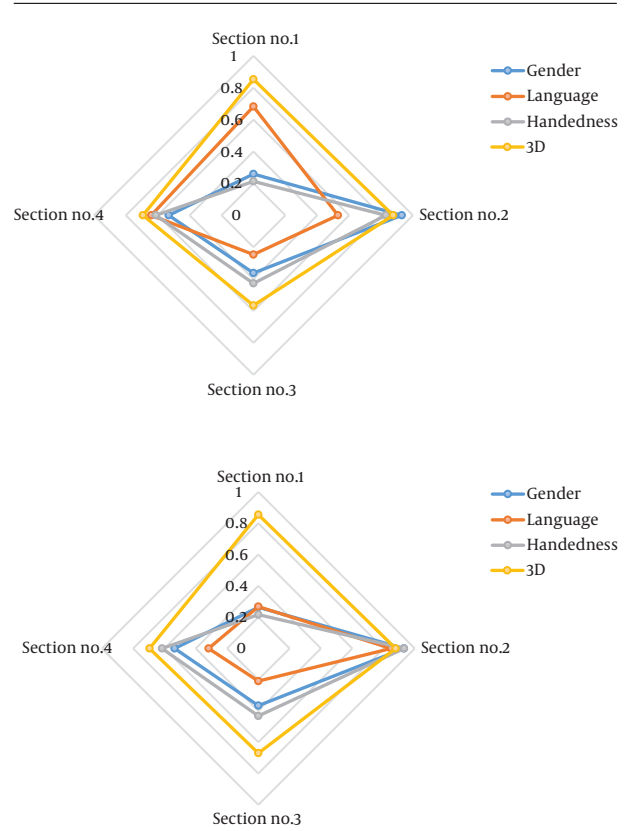 Section no.1
1
0.8
0.6
0.4
0.2
0
Section no.4
Section no.2
Section no.3
Gender
Language
Handedness
3D
Section no.1
1
0.8
0.6
0.4
0.2
0
Section no.4
Section no.2
Section no.3
Gender
Language
Handedness
3D